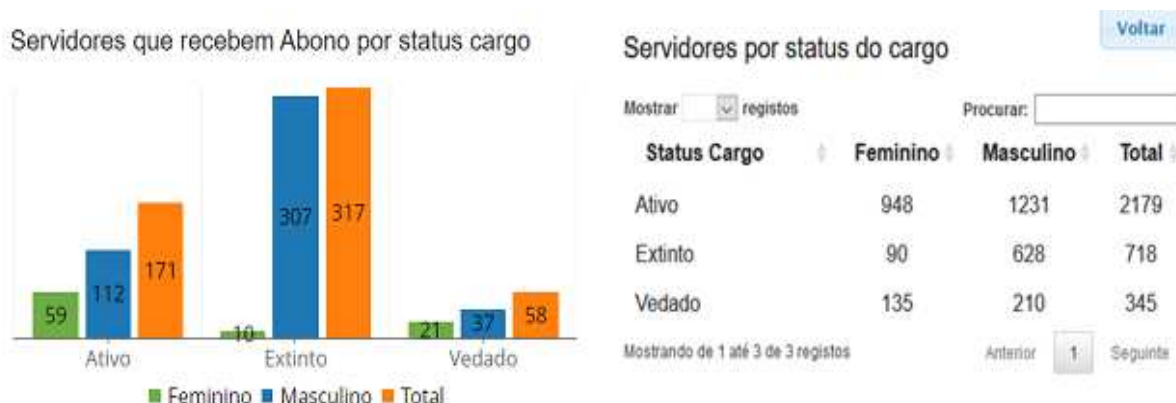 Servidores que recebem Abono por status cargo
59 112 171
10 307 317
21 37 58
Ativo Extinto Vedado
Feminino Masculino Total
Voltar
Servidores por status do cargo
Mostrar registos Procurar:
Status Cargo Feminino Masculino Total
Ativo 948 1231 2179
Extinto 90 628 718
Vedado 135 210 345
Mostrando de 1 até 3 de 3 registos Anterior 1 Seguinte